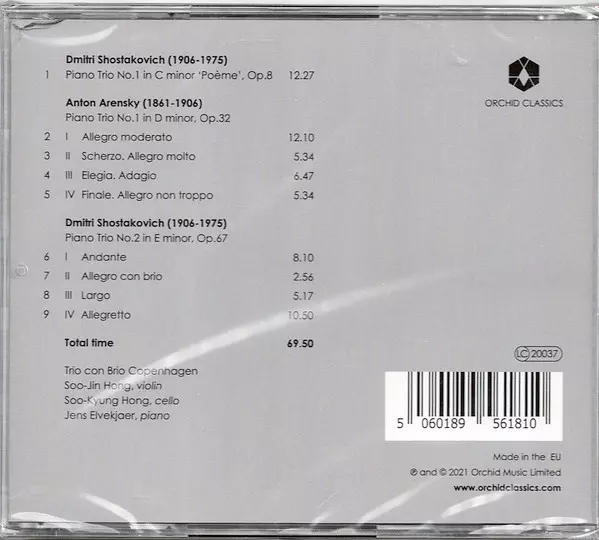 Dmitri Shostakovich (1906-1975)
1 Piano Trio No.1 in C minor 'Poème', Op.8 12.27
Anton Arensky (1861-1906)
Piano Trio No.1 in D minor, Op.32
2 I Allegro moderato 12.10
3 II Scherzo. Allegro molto 5.34
4 III Elegia. Adagio 6.47
5 IV Finale. Allegro non troppo 5.34
Dmitri Shostakovich (1906-1975)
Piano Trio No.2 in E minor, Op.67
6 I Andante 8.10
7 II Allegro con brio 2.56
8 III Largo 5.17
9 IV Allegretto 10.50
Total time 69.50
Trio con Brio Copenhagen
Soo-Jin Hong, violin
Soo-Kyung Hong, cello
Jens Elvekjaer, piano
ORCHID CLASSICS
LC 20037
5 060189 561810
Made in the EU
℗ and © 2021 Orchid Music Limited
www.orchidclassics.com